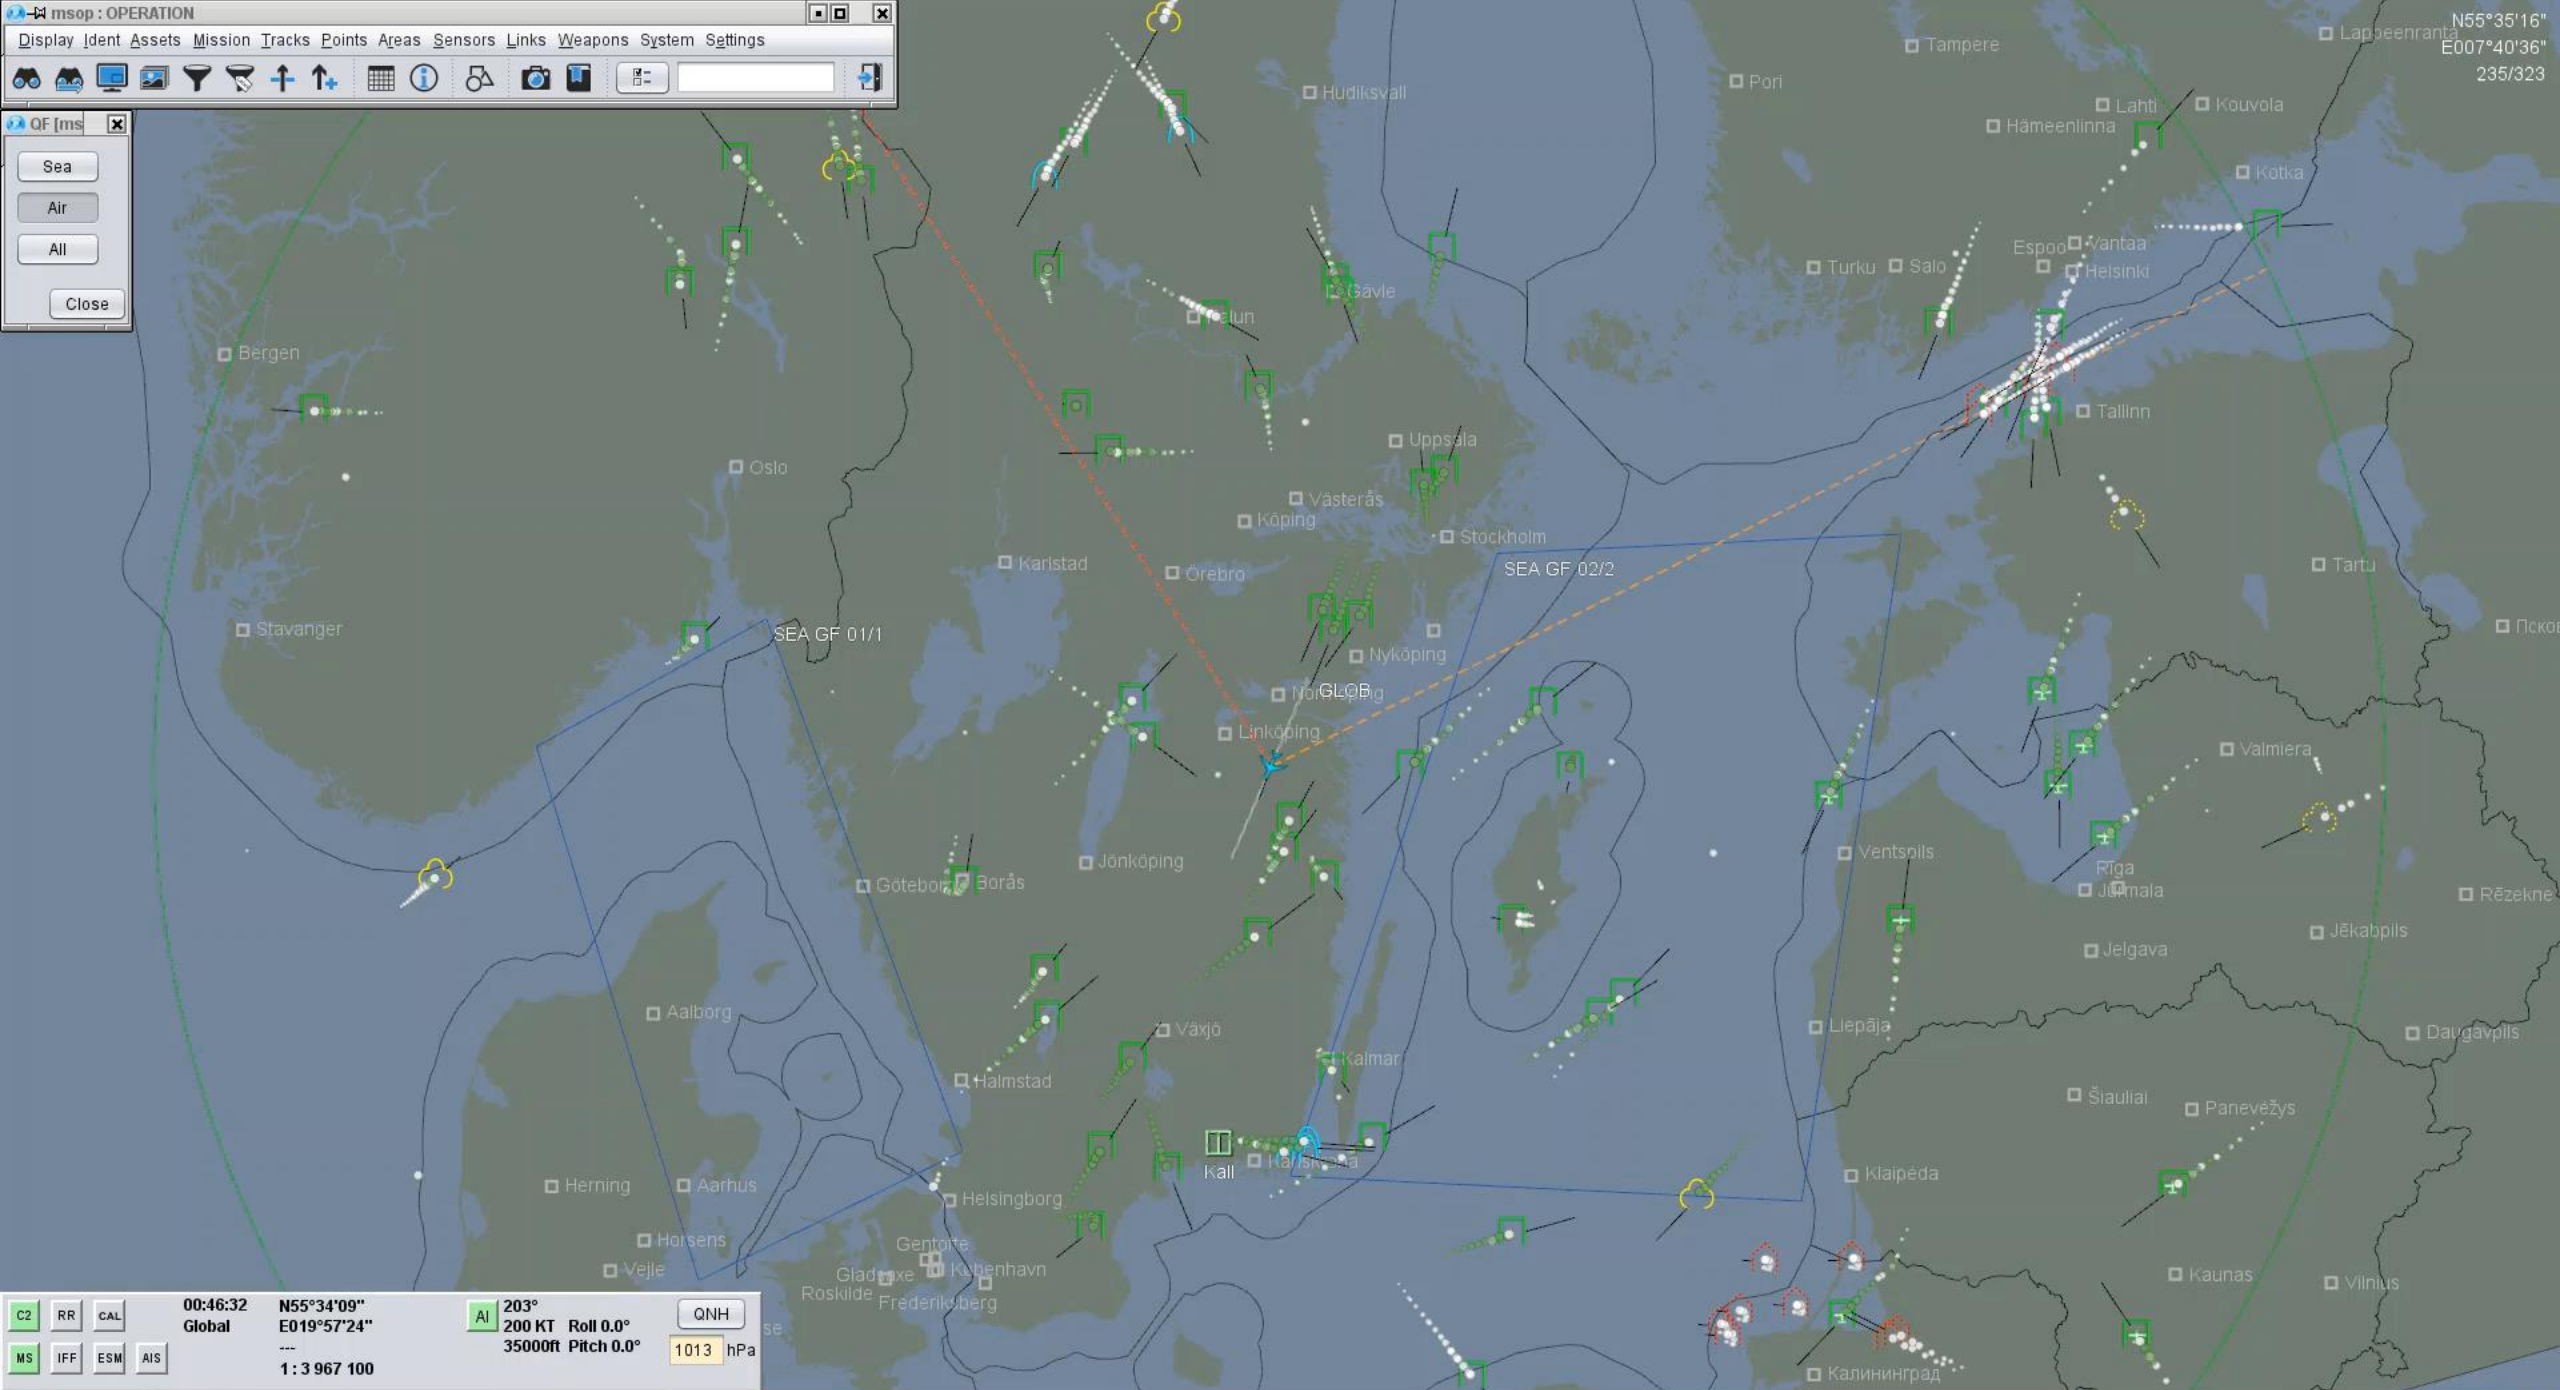 msop : OPERATION
Display Ident Assets Mission Tracks Points Areas Sensors Links Weapons System Settings
QF [ms
Sea
Air
All
Close
N55°35'16"
E007°40'36"
235/323
Tampere
Lappeenranta
Pori
Hudiksvall
Lahti
Kouvola
Hämeenlinna
Kotka
Espoo
Vantaa
Turku
Salo
Helsinki
Gävle
Bergen
Tallinn
Uppsala
Oslo
Västerås
Köping
Stockholm
Karlstad
Örebro
SEA GF 02/2
Tartu
Stavanger
SEA GF 01/1
Nyköping
GLOB
Linköping
Valmiera
Jönköping
Ventspils
Göteborg
Borås
Rīga
Jūrmala
Rēzekne
Jēkabpils
Jelgava
Aalborg
Växjö
Liepāja
Daugavpils
Kalmar
Halmstad
Šiauliai
Panevėžys
Kall
Karlskrona
Klaipėda
Herning
Aarhus
Helsingborg
Horsens
Gentofte
Vejle
Gladsaxe
København
Roskilde
Frederiksberg
Kaunas
Vilnius
Калининград
C2 RR CAL
00:46:32
Global
N55°34'09"
E019°57'24"
---
1 : 3 967 100
AI
203°
200 KT Roll 0.0°
35000ft Pitch 0.0°
QNH
1013 hPa
MS IFF ESM AIS